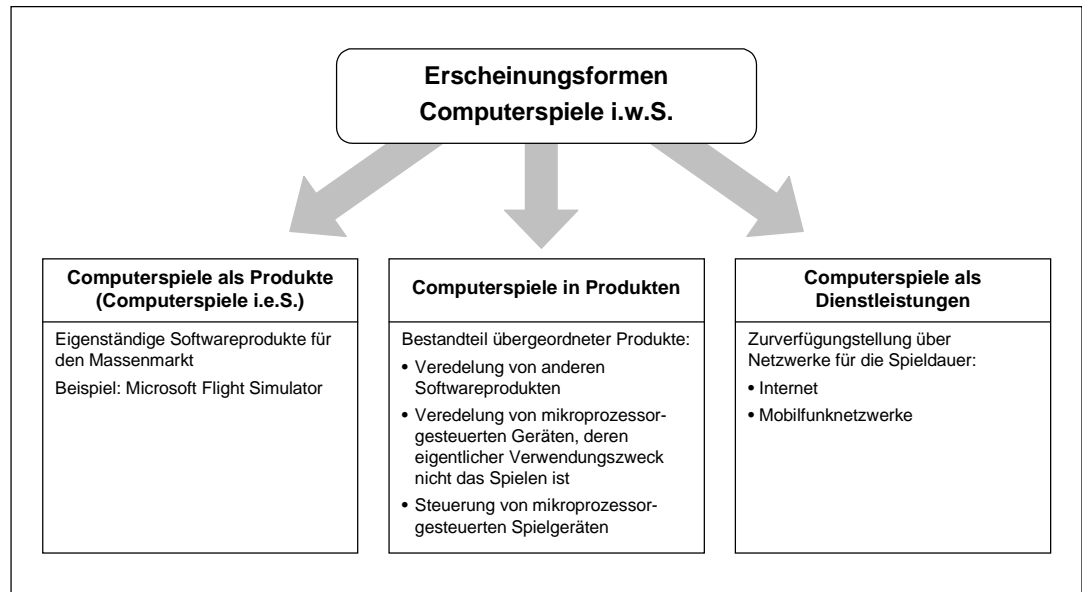 Erscheinungsformen
Computerspiele i.w.S.
Computerspiele als Produkte
(Computerspiele i.e.S.)
Eigenständige Softwareprodukte für
den Massenmarkt
Beispiel: Microsoft Flight Simulator
Computerspiele in Produkten
Bestandteil übergeordneter Produkte:
• Veredelung von anderen
Softwareprodukten
• Veredelung von mikroprozessor-
gesteuerten Geräten, deren
eigentlicher Verwendungszweck
nicht das Spielen ist
• Steuerung von mikroprozessor-
gesteuerten Spielgeräten
Computerspiele als
Dienstleistungen
Zurverfügungstellung über
Netzwerke für die Spieldauer:
• Internet
• Mobilfunknetzwerke